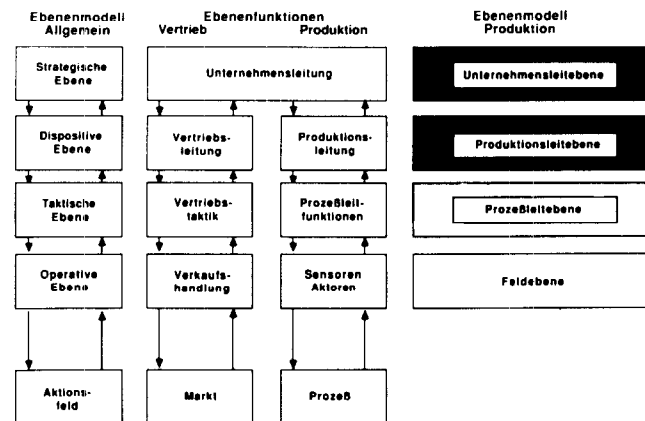 Ebenenmodell
Allgemein
Ebenenfunktionen
Vertrieb
Produktion
Ebenenmodell
Produktion
Strategische
Ebene
Unternehmensleitung
Unternehmensleitebene
Dispositive
Ebene
Vertriebs-
leitung
Produktions-
leitung
Produktionsleitebene
Taktische
Ebene
Vertriebs-
taktik
Prozeßleit-
funktionen
Prozeßleitebene
Operative
Ebene
Verkaufs-
handlung
Sensoren
Aktoren
Feldebene
Aktions-
feld
Markt
Prozeß